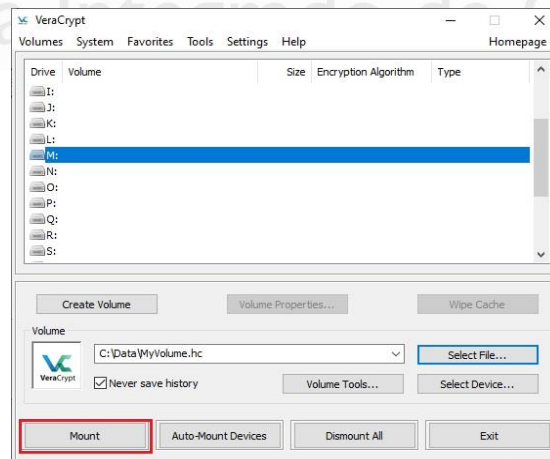 VeraCrypt
Volumes System Favorites Tools Settings Help Homepage
Drive Volume Size Encryption Algorithm Type
I:
J:
K:
L:
M:
N:
O:
P:
Q:
R:
S:
Create Volume Volume Properties... Wipe Cache
Volume
VeraCrypt
C:\Data\MyVolume.hc Select File...
Never save history Volume Tools... Select Device...
Mount Auto-Mount Devices Dismount All Exit